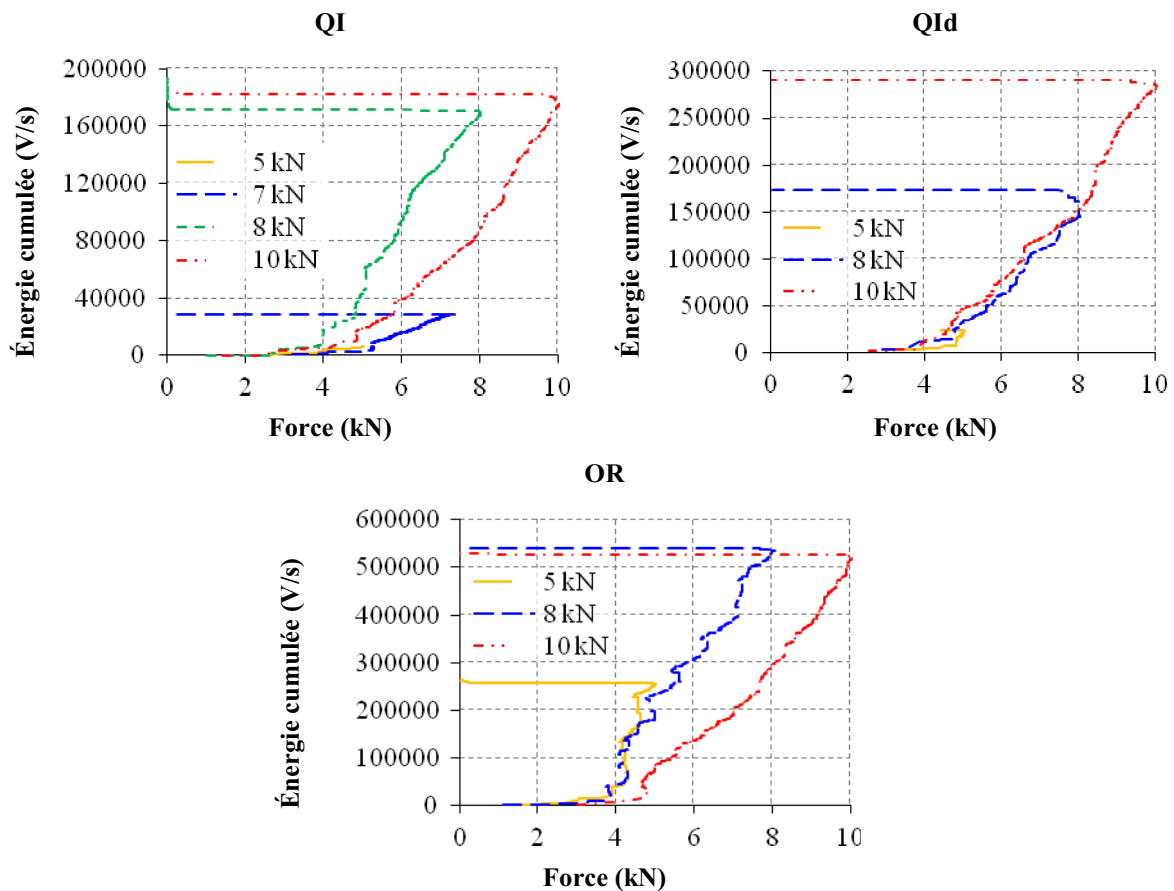 QI
Énergie cumulée (V/s)
200000
160000
120000
80000
40000
0
5 kN
7 kN
8 kN
10 kN
0 2 4 6 8 10
Force (kN)
QId
Énergie cumulée (V/s)
300000
250000
200000
150000
100000
50000
0
5 kN
8 kN
10 kN
0 2 4 6 8 10
Force (kN)
OR
Énergie cumulée (V/s)
600000
500000
400000
300000
200000
100000
0
5 kN
8 kN
10 kN
0 2 4 6 8 10
Force (kN)